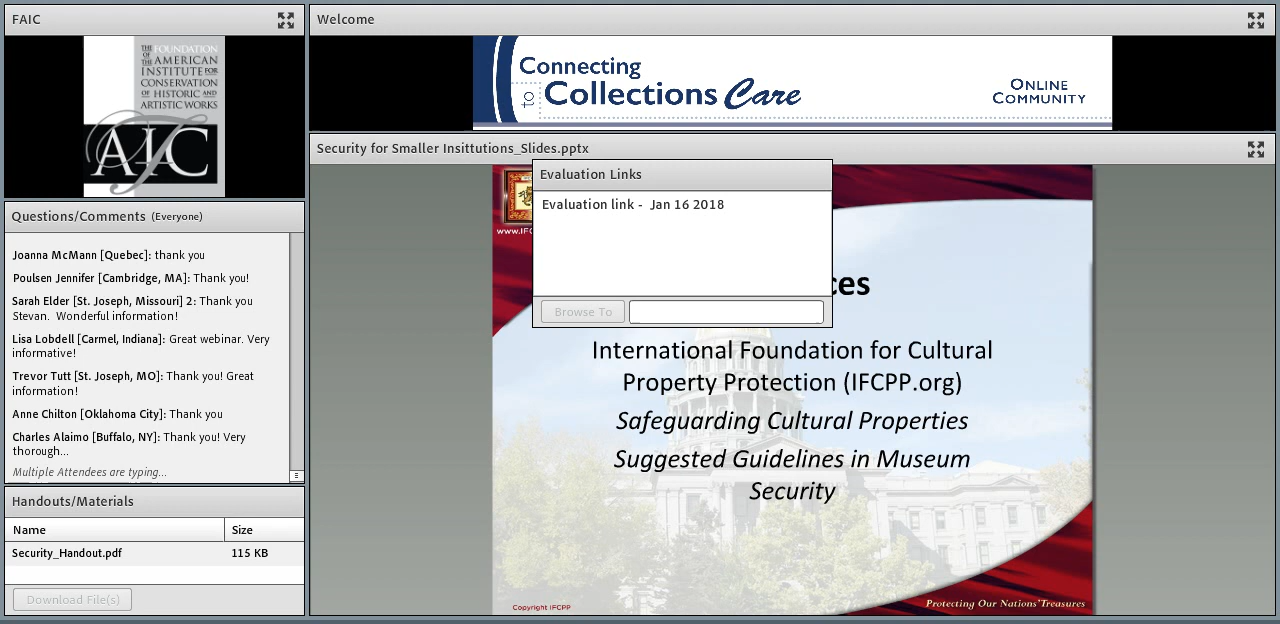 FAIC
THE FOUNDATION
OF THE AMERICAN
INSTITUTE FOR
CONSERVATION
OF HISTORIC AND
ARTISTIC WORKS
AIC
Questions/Comments (Everyone)
Joanna McMann [Quebec]: thank you
Poulsen Jennifer [Cambridge, MA]: Thank you!
Sarah Elder [St. Joseph, Missouri] 2: Thank you
Stevan.  Wonderful information!
Lisa Lobdell [Carmel, Indiana]: Great webinar. Very
informative!
Trevor Tutt [St. Joseph, MO]: Thank you! Great
information!
Anne Chilton [Oklahoma City]: Thank you
Charles Alaimo [Buffalo, NY]: Thank you! Very
thorough...
Multiple Attendees are typing...
Handouts/Materials
Name Size
Security_Handout.pdf 115 KB
Download File(s)
Welcome
Connecting
to Collections Care
ONLINE
COMMUNITY
Security for Smaller Insittutions_Slides.pptx
Evaluation Links
Evaluation link -  Jan 16 2018
Browse To
www.IFC
ces
International Foundation for Cultural
Property Protection (IFCPP.org)
Safeguarding Cultural Properties
Suggested Guidelines in Museum
Security
Copyright IFCPP
Protecting Our Nations' Treasures